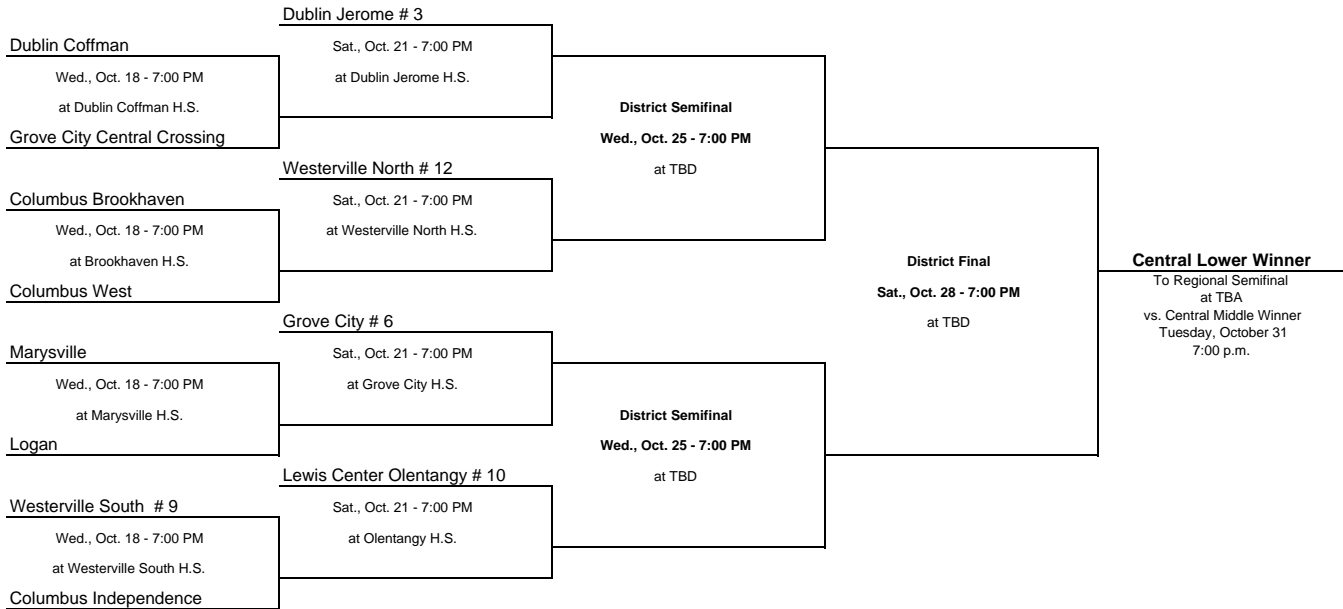 Dublin Jerome # 3
Dublin Coffman
Sat., Oct. 21 - 7:00 PM
Wed., Oct. 18 - 7:00 PM
at Dublin Jerome H.S.
at Dublin Coffman H.S.
District Semifinal
Grove City Central Crossing
Wed., Oct. 25 - 7:00 PM
Westerville North # 12
at TBD
Columbus Brookhaven
Sat., Oct. 21 - 7:00 PM
Wed., Oct. 18 - 7:00 PM
at Westerville North H.S.
at Brookhaven H.S.
District Final
Central Lower Winner
Columbus West
Sat., Oct. 28 - 7:00 PM
To Regional Semifinal
at TBA
vs. Central Middle Winner
Tuesday, October 31
7:00 p.m.
Grove City # 6
at TBD
Marysville
Sat., Oct. 21 - 7:00 PM
Wed., Oct. 18 - 7:00 PM
at Grove City H.S.
at Marysville H.S.
District Semifinal
Logan
Wed., Oct. 25 - 7:00 PM
Lewis Center Olentangy # 10
at TBD
Westerville South # 9
Sat., Oct. 21 - 7:00 PM
Wed., Oct. 18 - 7:00 PM
at Olentangy H.S.
at Westerville South H.S.
Columbus Independence